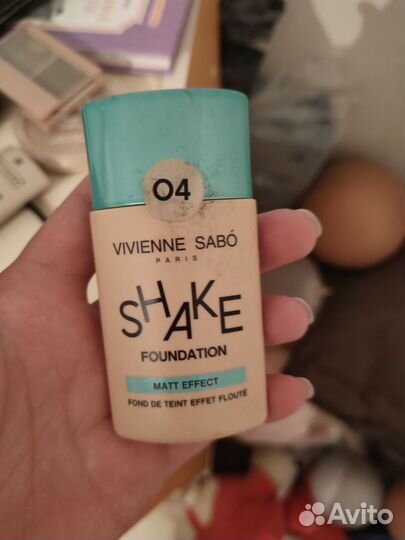 04
VIVIENNE SABÓ
PARIS
SHAKE
FOUNDATION
MATT EFFECT
FOND DE TEINT EFFET FLOUTÉ
Avito